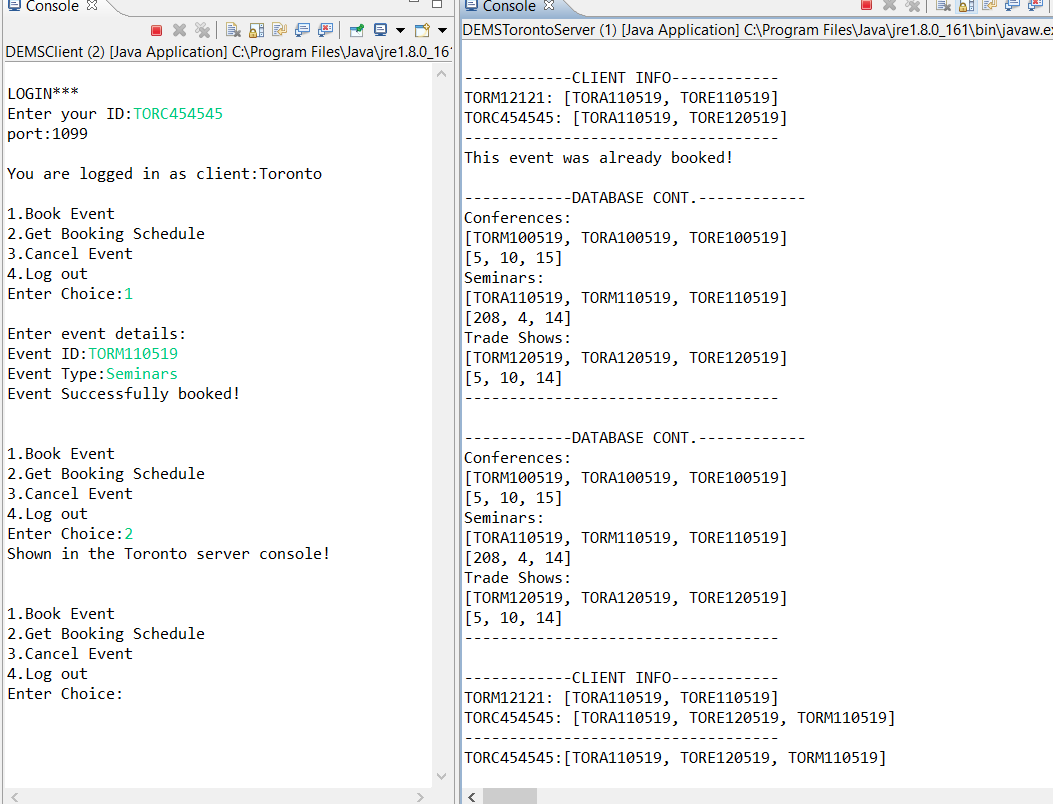 Console
DEMSClient (2) [Java Application] C:\Program Files\Java\jre1.8.0_16
LOGIN***
Enter your ID:TORC454545
port:1099
You are logged in as client:Toronto
1.Book Event
2.Get Booking Schedule
3.Cancel Event
4.Log out
Enter Choice:1
Enter event details:
Event ID:TORM110519
Event Type:Seminars
Event Successfully booked!
1.Book Event
2.Get Booking Schedule
3.Cancel Event
4.Log out
Enter Choice:2
Shown in the Toronto server console!
1.Book Event
2.Get Booking Schedule
3.Cancel Event
4.Log out
Enter Choice:
Console
DEMSTorontoServer (1) [Java Application] C:\Program Files\Java\jre1.8.0_161\bin\javaw.ex
------------CLIENT INFO------------
TORM12121: [TORA110519, TORE110519]
TORC454545: [TORA110519, TORE120519]
-----------------------------------
This event was already booked!
------------DATABASE CONT.------------
Conferences:
[TORM100519, TORA100519, TORE100519]
[5, 10, 15]
Seminars:
[TORA110519, TORM110519, TORE110519]
[208, 4, 14]
Trade Shows:
[TORM120519, TORA120519, TORE120519]
[5, 10, 14]
-----------------------------------
------------DATABASE CONT.------------
Conferences:
[TORM100519, TORA100519, TORE100519]
[5, 10, 15]
Seminars:
[TORA110519, TORM110519, TORE110519]
[208, 4, 14]
Trade Shows:
[TORM120519, TORA120519, TORE120519]
[5, 10, 14]
-----------------------------------
------------CLIENT INFO------------
TORM12121: [TORA110519, TORE110519]
TORC454545: [TORA110519, TORE120519, TORM110519]
-----------------------------------
TORC454545:[TORA110519, TORE120519, TORM110519]